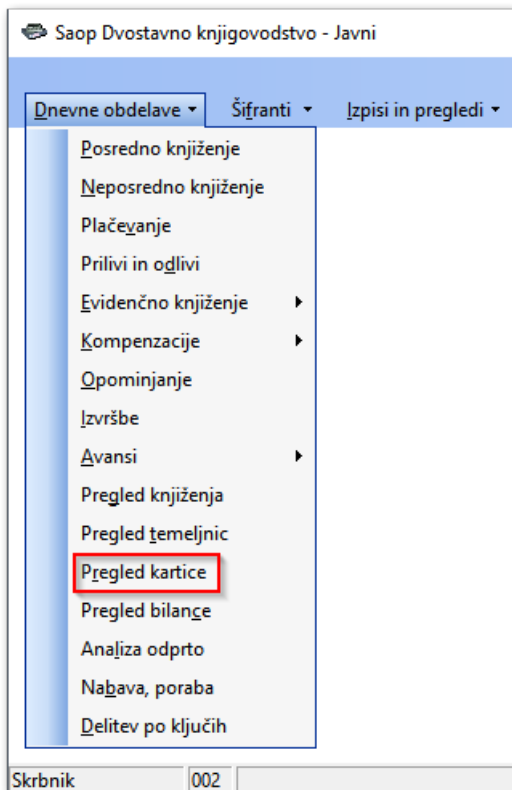 Saop Dvostavno knjigovodstvo - Javni
Dnevne obdelave Šifranti Izpisi in pregledi
Posredno knjiženje
Neposredno knjiženje
Plačevanje
Prilivi in odlivi
Evidenčno knjiženje
Kompenzacije
Opominjanje
Izvršbe
Avansi
Pregled knjiženja
Pregled temeljnic
Pregled kartice
Pregled bilance
Analiza odprto
Nabava, poraba
Delitev po ključih
Skrbnik 002